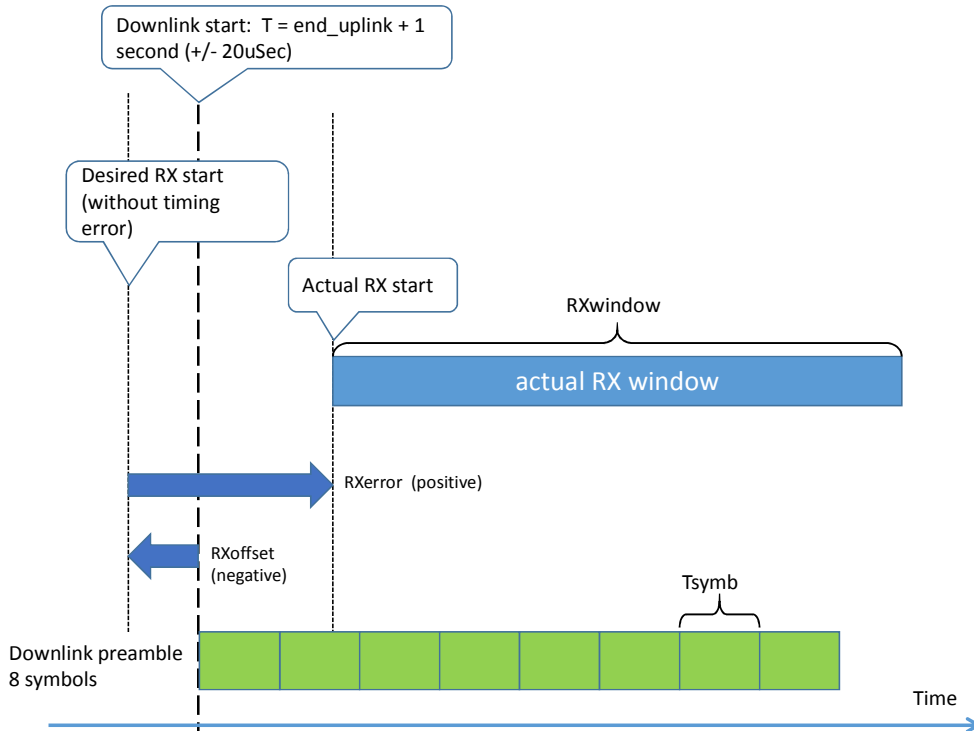 Downlink start:  T = end_uplink + 1
second (+/- 20uSec)
Desired RX start
(without timing
error)
Actual RX start
RXwindow
actual RX window
RXerror  (positive)
RXoffset
(negative)
Tsymb
Downlink preamble
8 symbols
Time